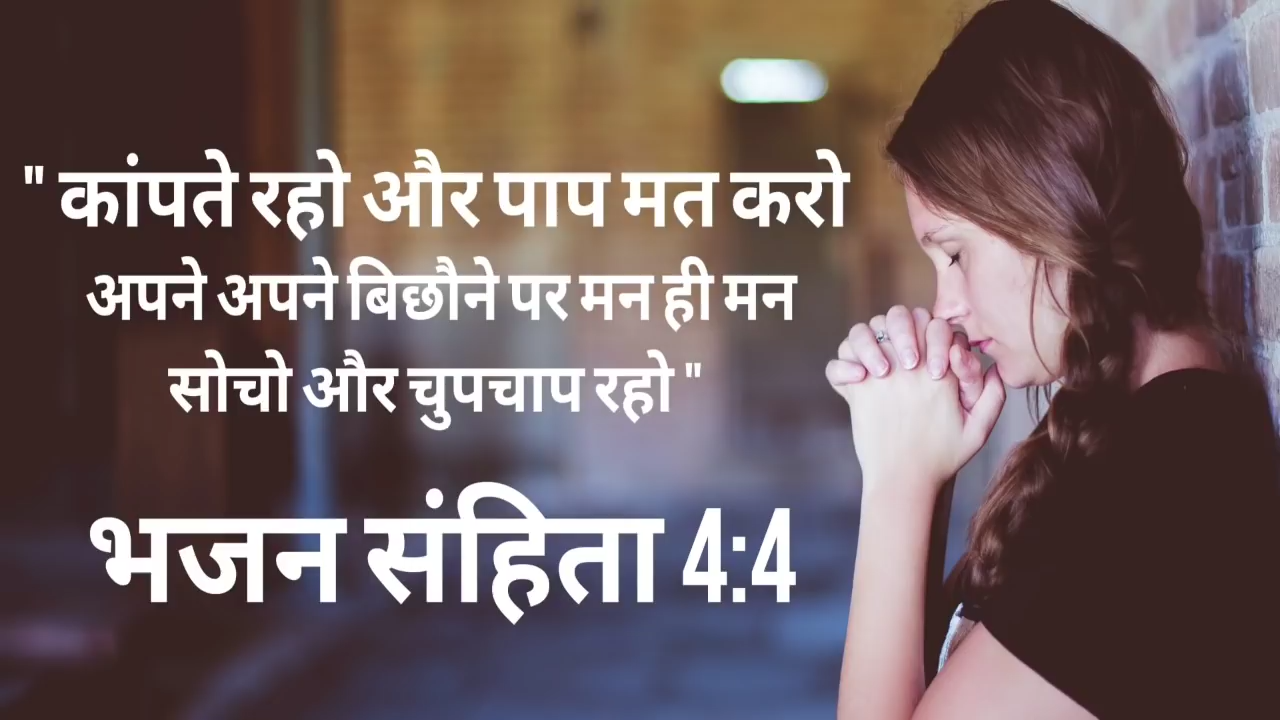 " कांपते रहो और पाप मत करो
अपने अपने बिछौने पर मन ही मन
सोचो और चुपचाप रहो "
भजन संहिता 4:4